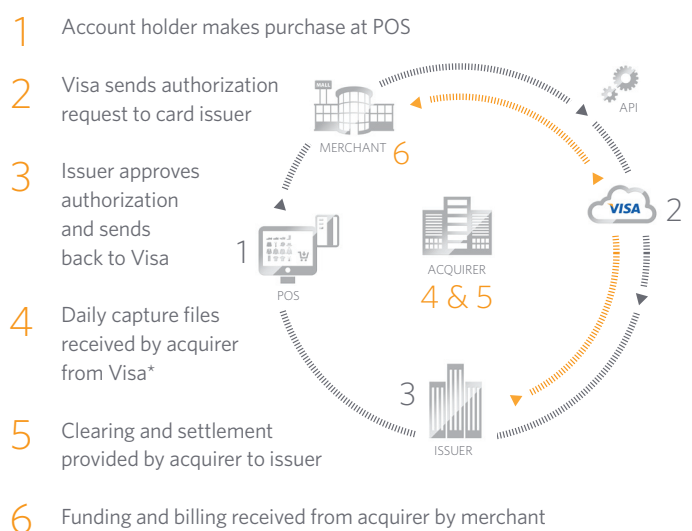 1 Account holder makes purchase at POS
2 Visa sends authorization
request to card issuer
3 Issuer approves
authorization
and sends
back to Visa
4 Daily capture files
received by acquirer
from Visa*
5 Clearing and settlement
provided by acquirer to issuer
6 Funding and billing received from acquirer by merchant
MALL
MERCHANT 6
API
VISA 2
1
POS
ACQUIRER
4 & 5
3
ISSUER